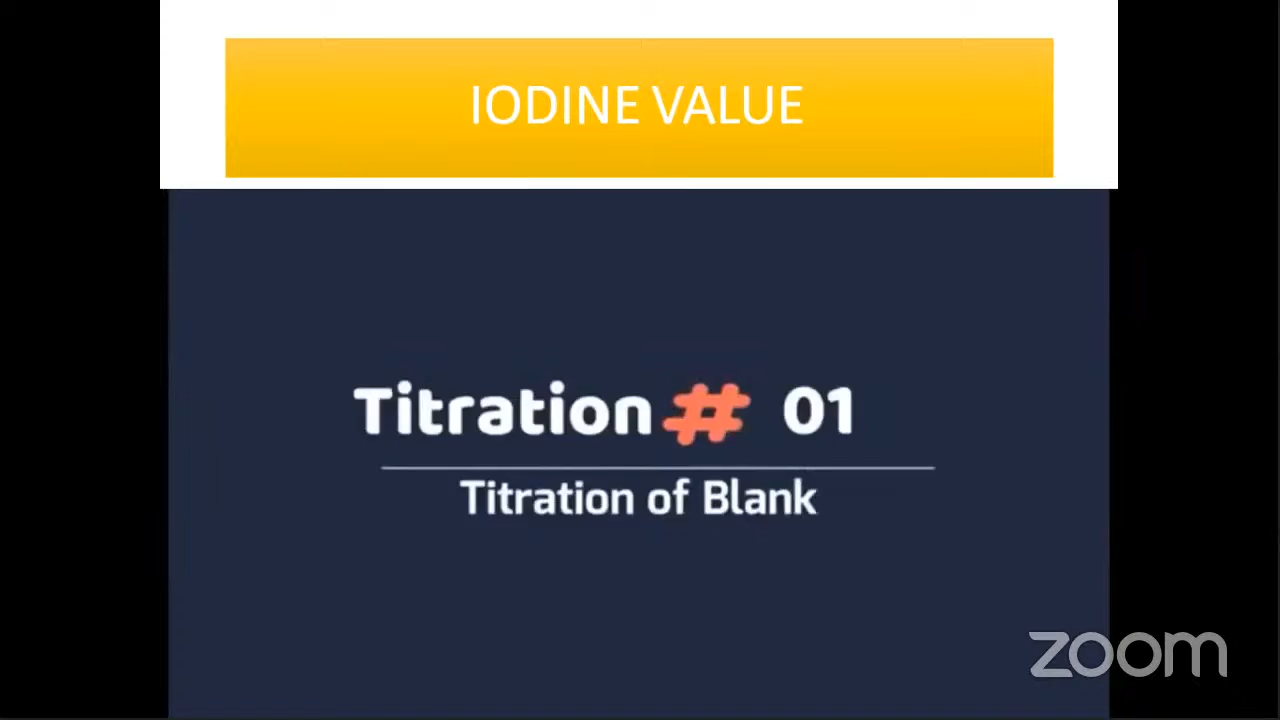 IODINE VALUE
Titration # 01
Titration of Blank
zoom